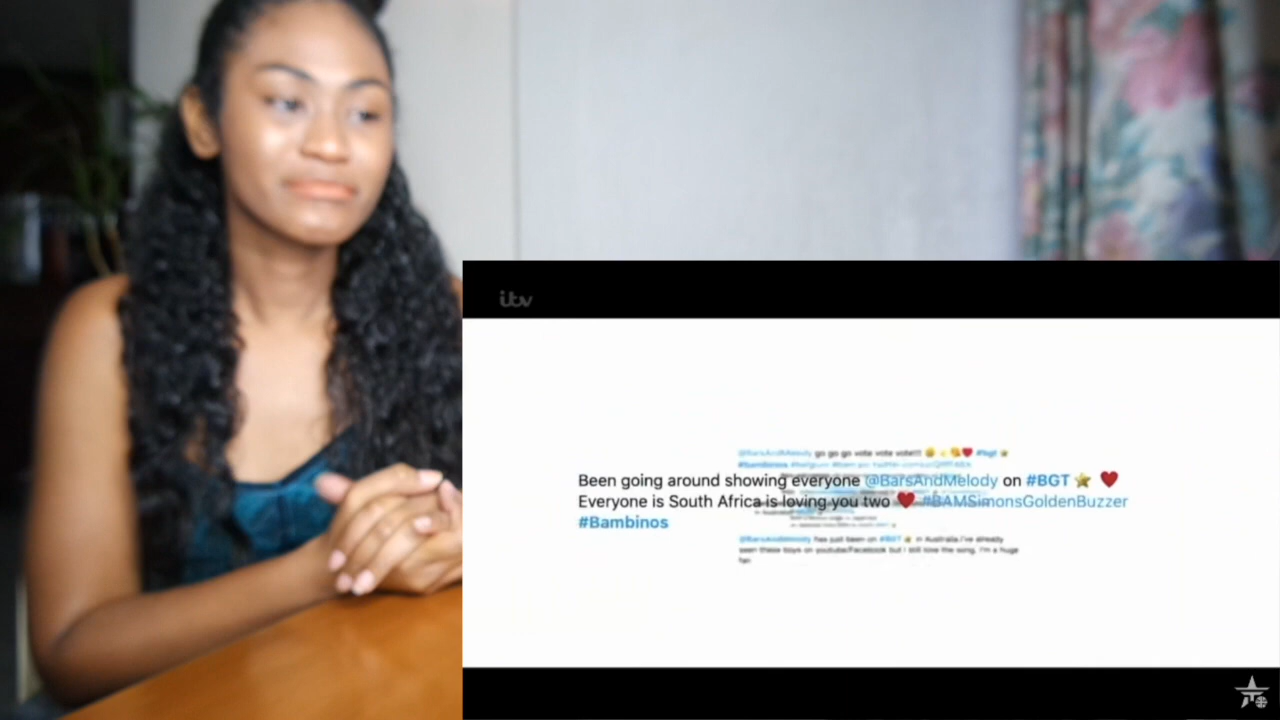 itv
@BarsAndMelody go go go vote vote vote!!! #bgt
Been going around showing everyone @BarsAndMelody on #BGT ⭐ ❤️
Everyone is South Africa is loving you two ❤️ #BAMSimonsGoldenBuzzer
#Bambinos
@BarsAndMelody has just been on #BGT in Australia.I've already
seen these boys on youtube/Facebook but I still love the song. I'm a huge
fan